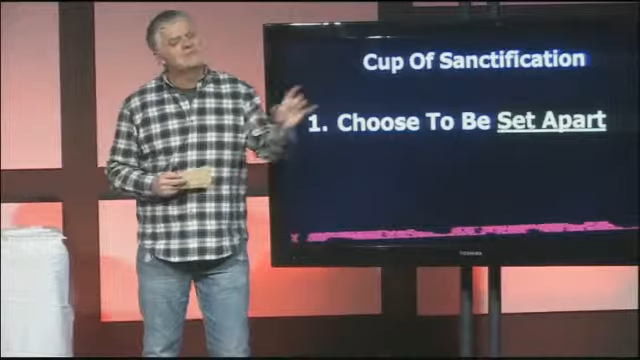 Cup Of Sanctification
1. Choose To Be Set Apart
TOSHIBA